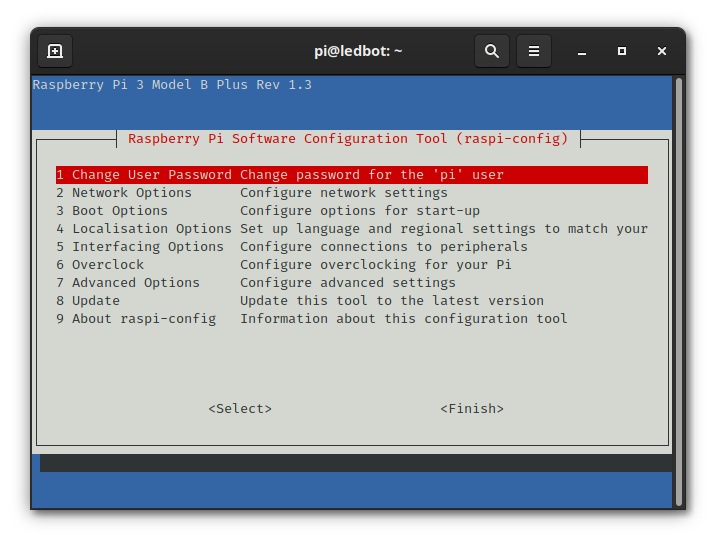 pi@ledbot: ~
Raspberry Pi 3 Model B Plus Rev 1.3
Raspberry Pi Software Configuration Tool (raspi-config)
1 Change User Password Change password for the 'pi' user
2 Network Options      Configure network settings
3 Boot Options         Configure options for start-up
4 Localisation Options Set up language and regional settings to match your
5 Interfacing Options  Configure connections to peripherals
6 Overclock            Configure overclocking for your Pi
7 Advanced Options     Configure advanced settings
8 Update               Update this tool to the latest version
9 About raspi-config   Information about this configuration tool
<Select>                     <Finish>